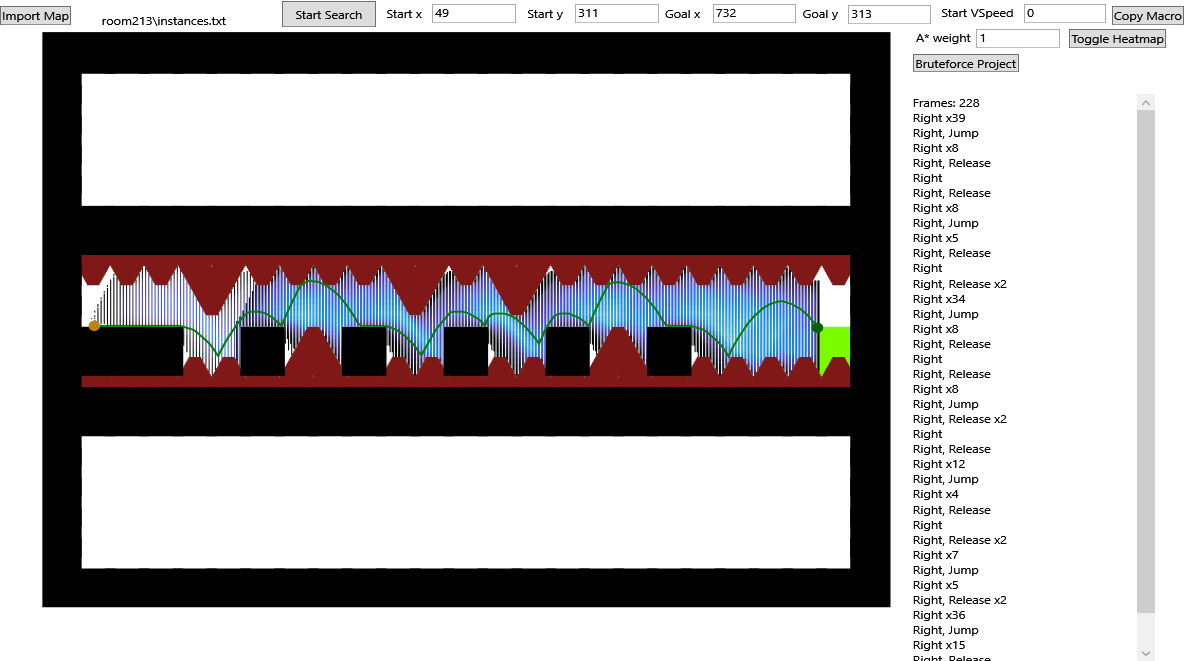 Import Map
room213\instances.txt
Start Search
Start x 49
Start y 311
Goal x 732
Goal y 313
Start VSpeed 0
Copy Macro
A* weight 1
Toggle Heatmap
Bruteforce Project
Frames: 228
Right x39
Right, Jump
Right x8
Right, Release
Right
Right, Release
Right x8
Right, Jump
Right x5
Right, Release
Right
Right, Release x2
Right x34
Right, Jump
Right x8
Right, Release
Right
Right, Release
Right x8
Right, Jump
Right, Release x2
Right
Right, Release
Right x12
Right, Jump
Right x4
Right, Release
Right
Right, Release x2
Right x7
Right, Jump
Right x5
Right, Release x2
Right x36
Right, Jump
Right x15
Right, Release